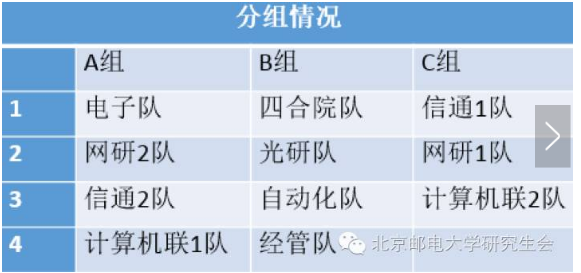 分组情况
A组 B组 C组
1 电子队 四合院队 信通1队
2 网研2队 光研队 网研1队
3 信通2队 自动化队 计算机联2队
4 计算机联1队 经管队
北京邮电大学研究生会